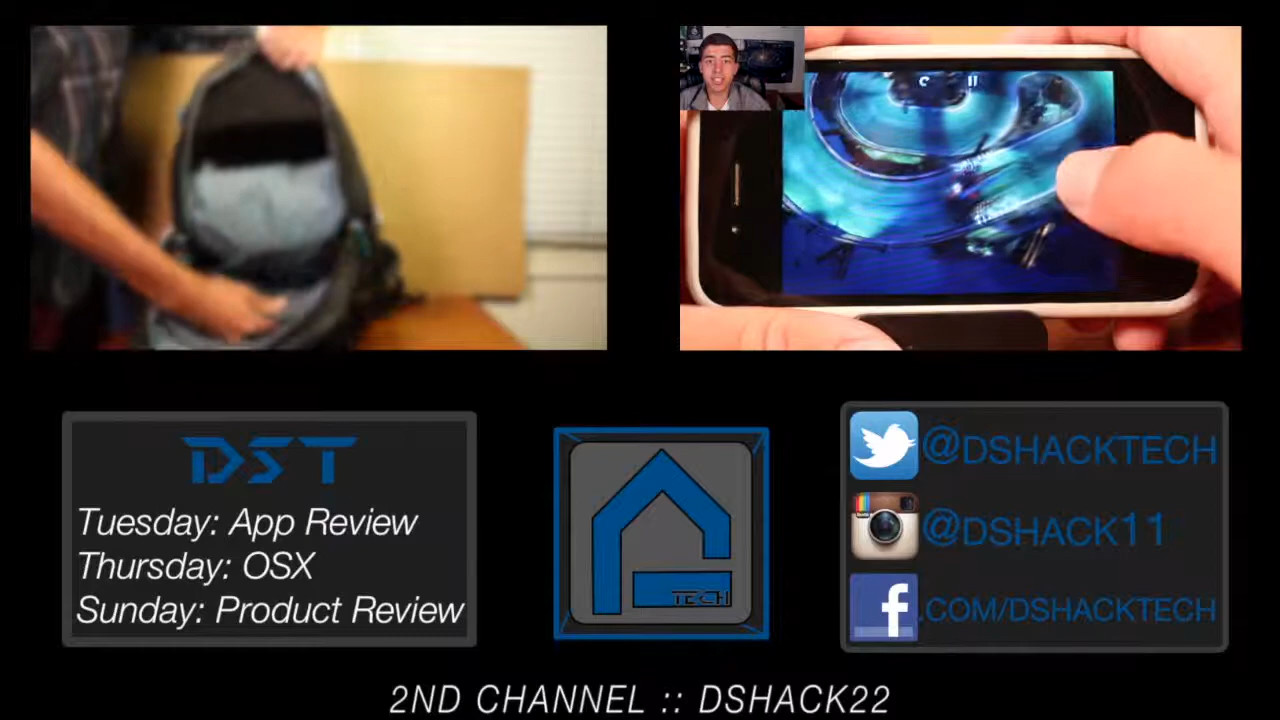 DST
Tuesday: App Review
Thursday: OSX
Sunday: Product Review
TECH
@DSHACKTECH
@DSHACK11
f.COM/DSHACKTECH
2ND CHANNEL :: DSHACK22